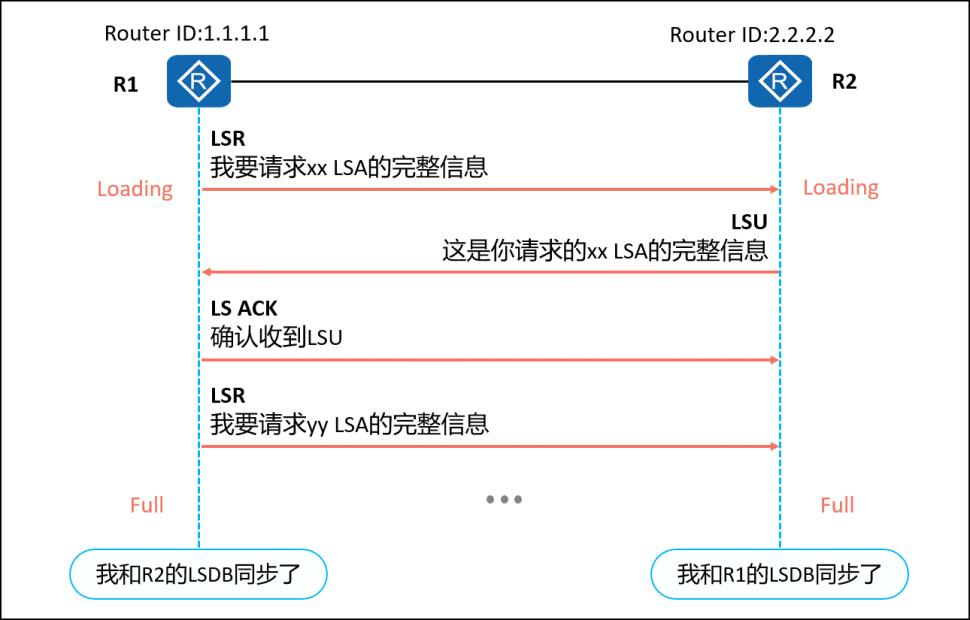 Router ID:1.1.1.1
Router ID:2.2.2.2
R1
R
R
R2
LSR
我要请求xx LSA的完整信息
Loading
Loading
LSU
这是你请求的xx LSA的完整信息
LS ACK
确认收到LSU
LSR
我要请求yy LSA的完整信息
Full
Full
我和R2的LSDB同步了
我和R1的LSDB同步了